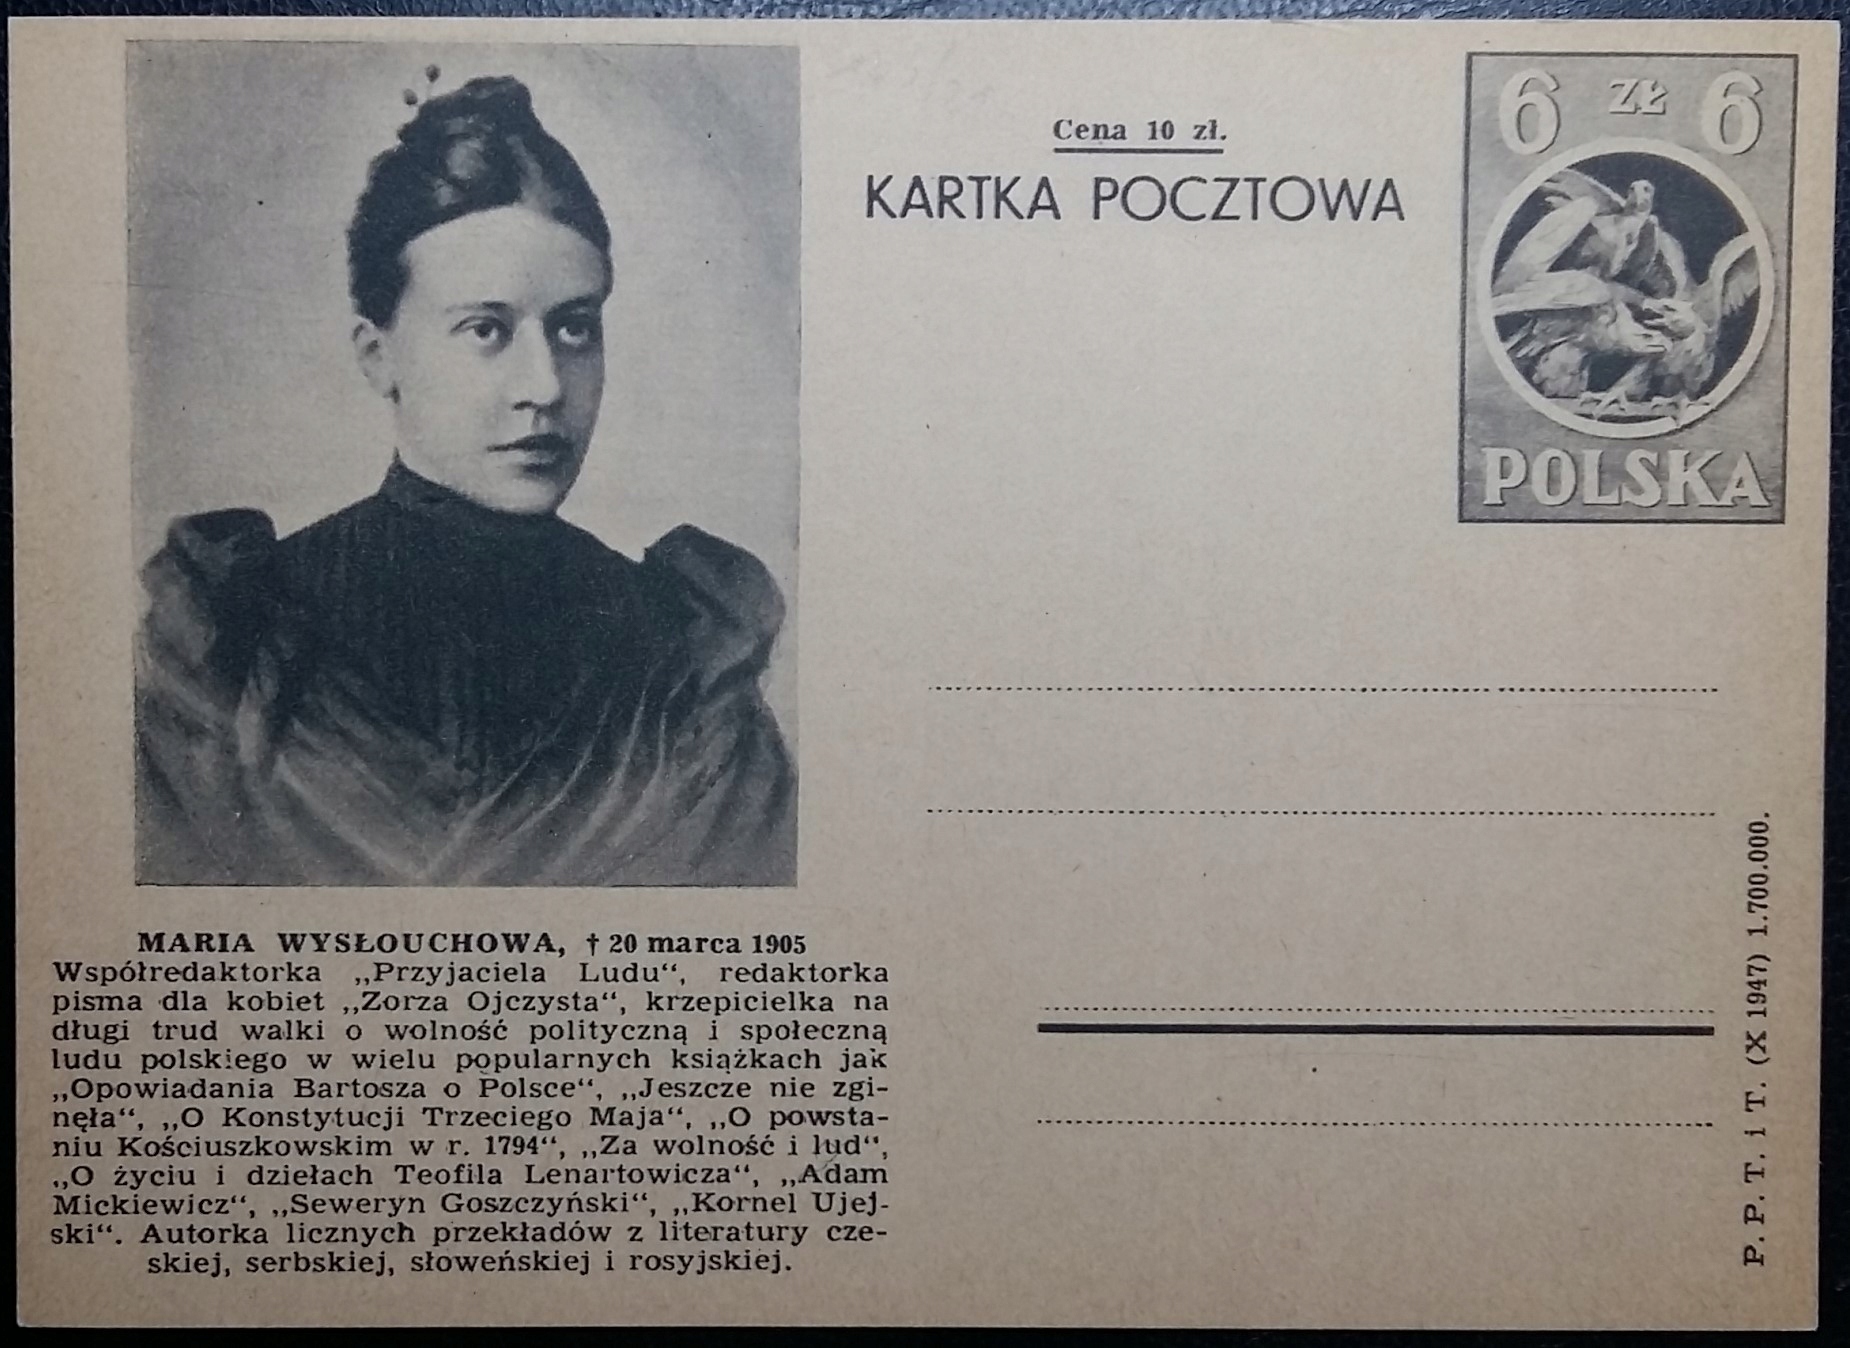 Cena 10 zł.
KARTKA POCZTOWA
6 ZŁ 6
POLSKA
MARIA WYSŁOUCHOWA, † 20 marca 1905
Współredaktorka „Przyjaciela Ludu“, redaktorka
pisma dla kobiet „Zorza Ojczysta“, krzepicielka na
długi trud walki o wolność polityczną i społeczną
ludu polskiego w wielu popularnych książkach jak
„Opowiadania Bartosza o Polsce“, „Jeszcze nie zgi-
nęła“, „O Konstytucji Trzeciego Maja“, „O powsta-
niu Kościuszkowskim w r. 1794“, „Za wolność i lud“,
„O życiu i dziełach Teofila Lenartowicza“, „Adam
Mickiewicz“, „Seweryn Goszczyński“, „Kornel Ujej-
ski“. Autorka licznych przekładów z literatury cze-
skiej, serbskiej, słoweńskiej i rosyjskiej.
P. P. T. i T. (X 1947) 1.700.000.